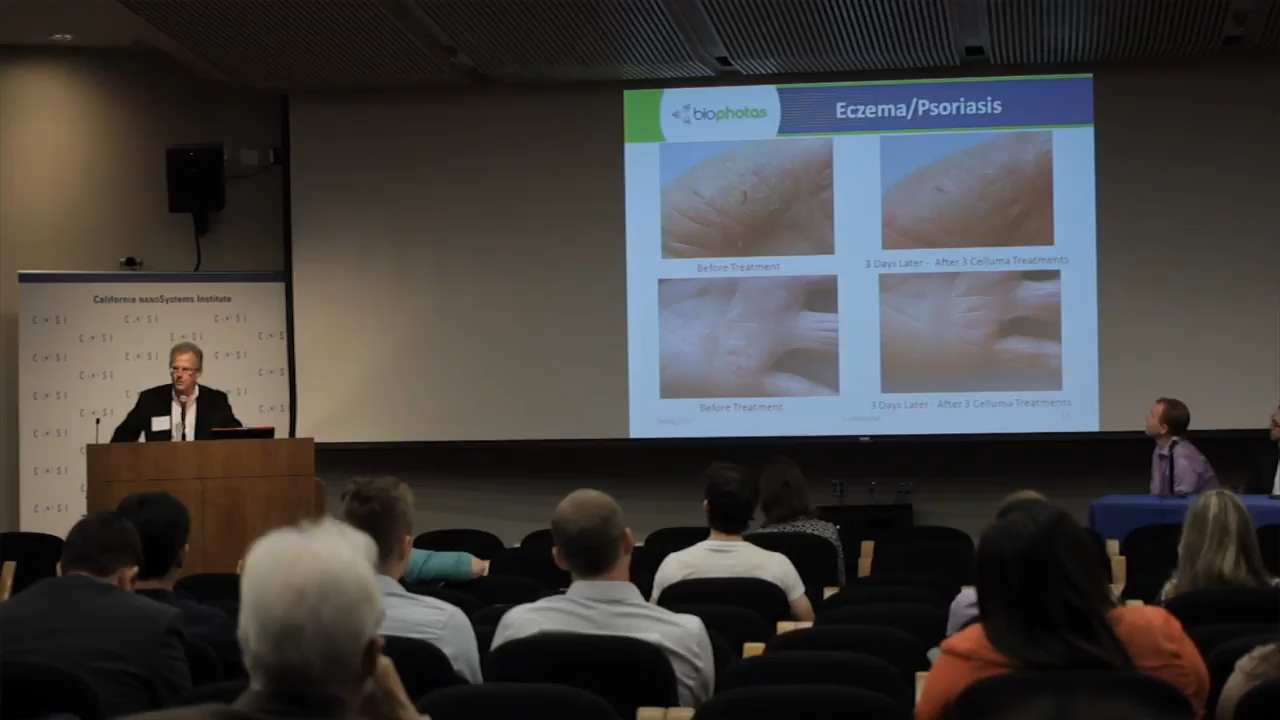 biophotas
Eczema/Psoriasis
Before Treatment
3 Days Later - After 3 Celluma Treatments
Before Treatment
3 Days Later - After 3 Celluma Treatments
California NANOSystems Institute